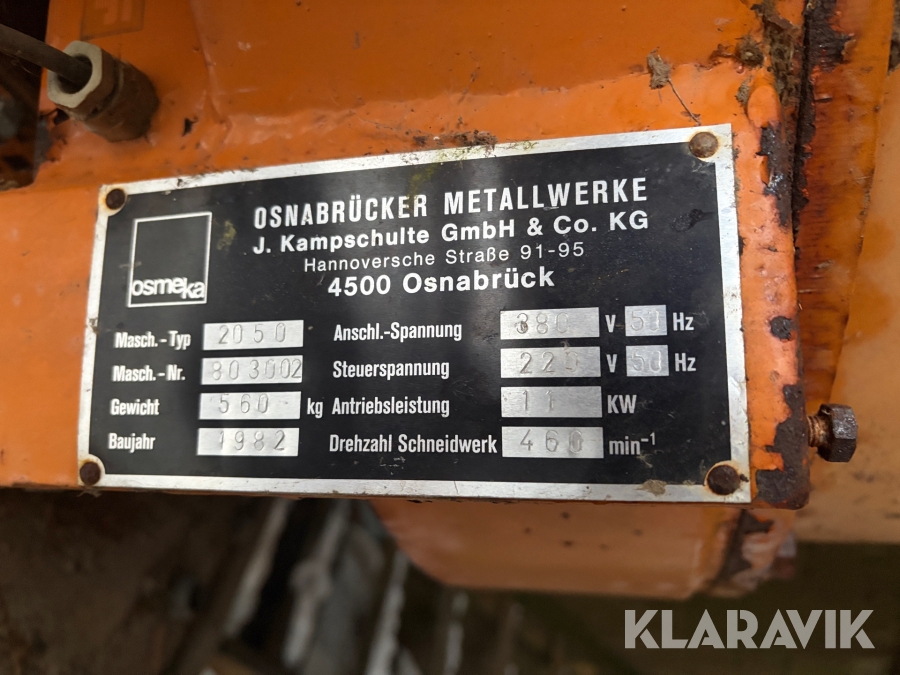 OSNABRÜCKER METALLWERKE
J. Kampschulte GmbH & Co. KG
Hannoversche Straße 91-95
4500 Osnabrück
osmeka
Masch.-Typ 2050
Masch.-Nr. 803002
Gewicht 560 kg
Baujahr 1982
Anschl.-Spannung 380 V 50 Hz
Steuerspannung 220 V 50 Hz
Antriebsleistung 11 KW
Drehzahl Schneidwerk 460 min⁻¹
KLARAVIK